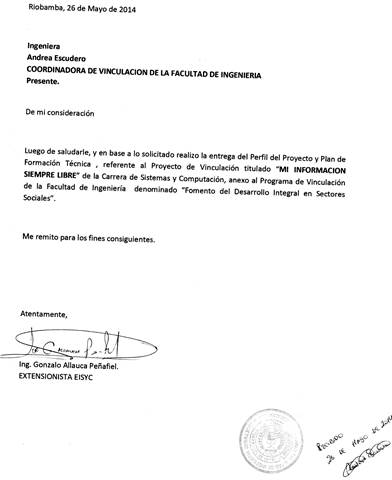 Riobamba, 26 de Mayo de 2014
Ingeniera
Andrea Escudero
COORDINADORA DE VINCULACION DE LA FACULTAD DE INGENIERIA
Presente.
De mi consideración
Luego de saludarle, y en base a lo solicitado realizo la entrega del Perfil del Proyecto y Plan de
Formación Técnica , referente al Proyecto de Vinculación titulado "MI INFORMACION
SIEMPRE LIBRE" de la Carrera de Sistemas y Computación, anexo al Programa de Vinculación
de la Facultad de Ingeniería denominado "Fomento del Desarrollo Integral en Sectores
Sociales".
Me remito para los fines consiguientes.
Atentamente,
Ing. Gonzalo Allauca Peñafiel.
EXTENSIONISTA EISYC
RECIBIDO
26 DE MAYO DE 2014